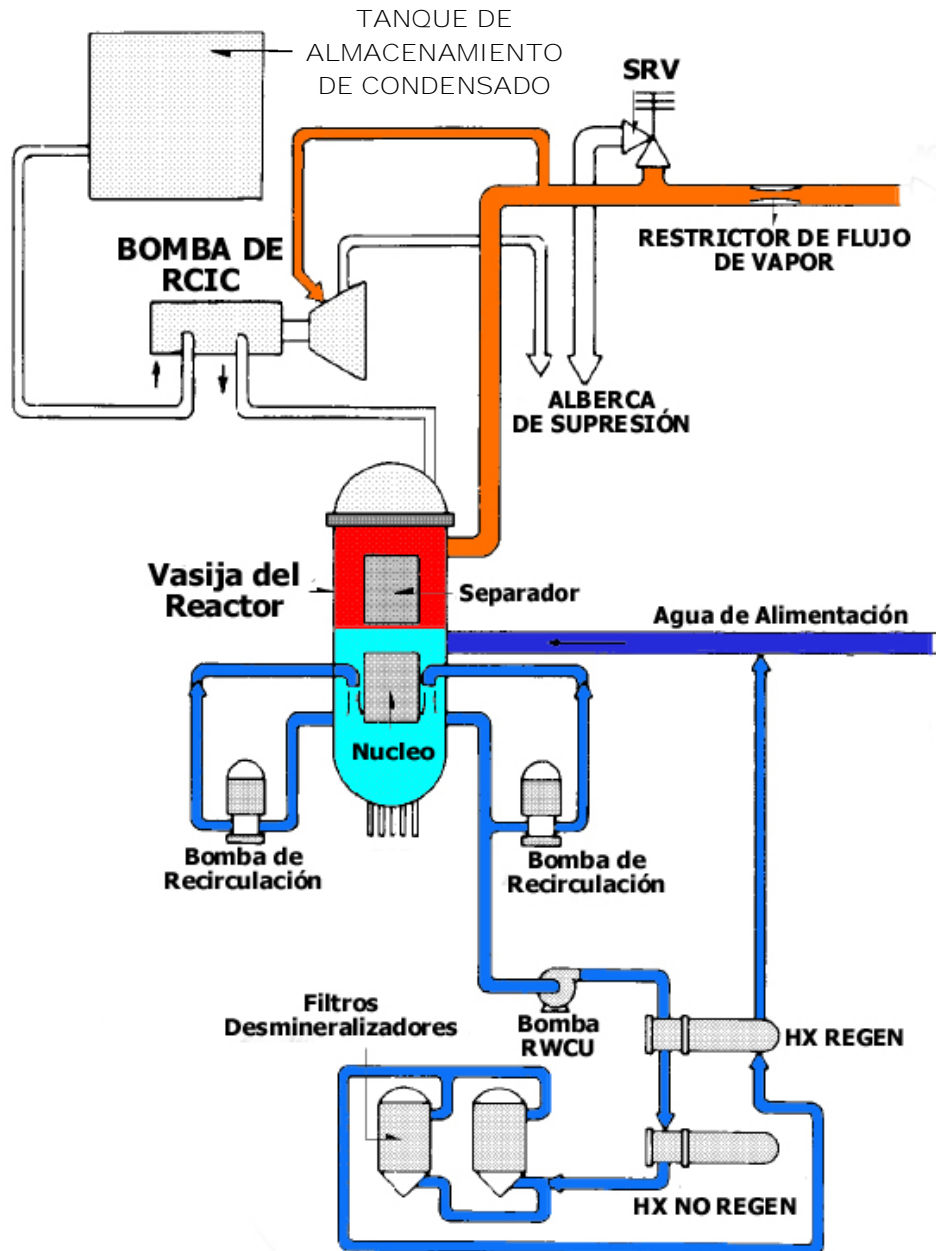 TANQUE DE
ALMACENAMIENTO
DE CONDENSADO
SRV
BOMBA DE
RCIC
RESTRICTOR DE FLUJO
DE VAPOR
ALBERCA
DE SUPRESIÓN
Vasija del
Reactor
Separador
Agua de Alimentación
Nucleo
Bomba de
Recirculación
Bomba de
Recirculación
Filtros
Desmineralizadores
Bomba
RWCU
HX REGEN
HX NO REGEN